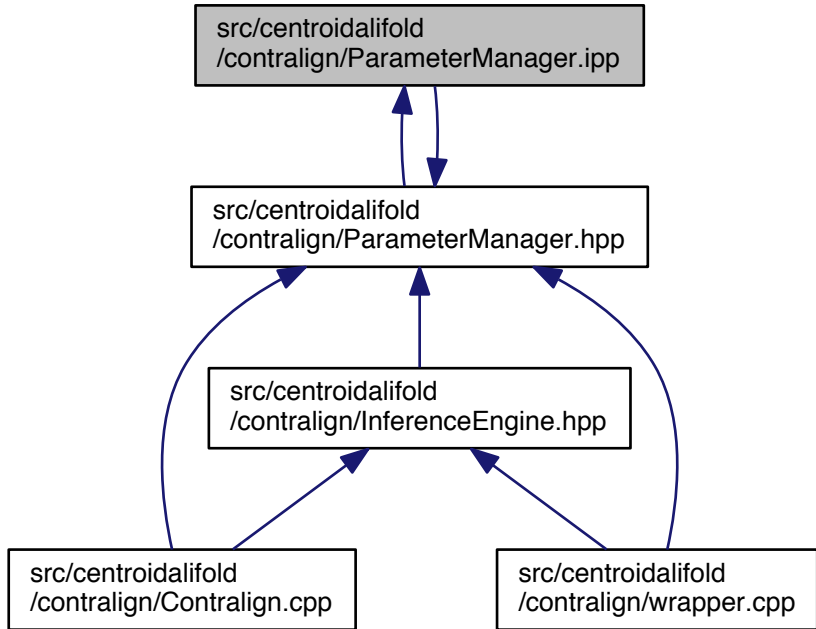 src/centroidalifold
/contralign/ParameterManager.ipp
src/centroidalifold
/contralign/ParameterManager.hpp
src/centroidalifold
/contralign/InferenceEngine.hpp
src/centroidalifold
/contralign/Contralign.cpp
src/centroidalifold
/contralign/wrapper.cpp